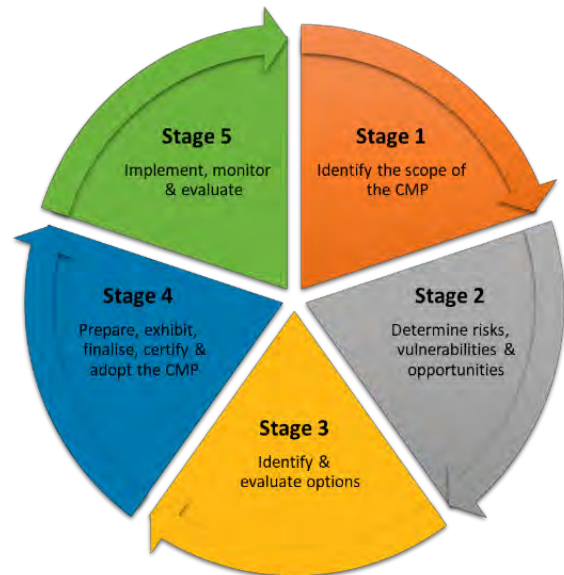 Stage 1
Identify the scope of
the CMP
Stage 2
Determine risks,
vulnerabilities &
opportunities
Stage 3
Identify &
evaluate options
Stage 4
Prepare, exhibit,
finalise, certify &
adopt the CMP
Stage 5
Implement, monitor
& evaluate